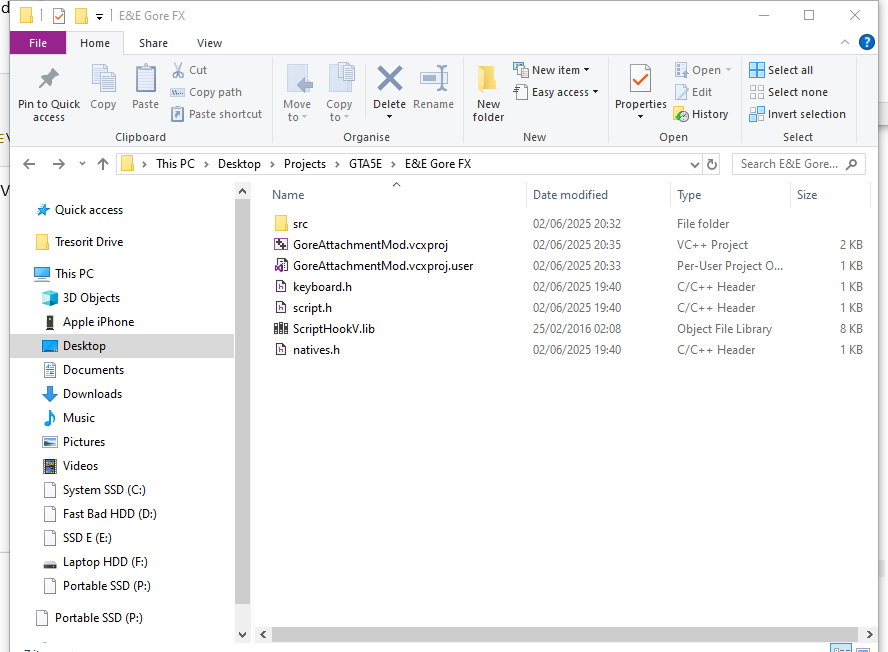 d
E&E Gore FX
File
Home
Share
View
Pin to Quick access
Copy
Paste
Cut
Copy path
Paste shortcut
Clipboard
Move to
Copy to
Delete
Rename
Organise
New folder
New item
Easy access
New
Properties
Open
Edit
History
Open
Select all
Select none
Invert selection
Select
This PC > Desktop > Projects > GTA5E > E&E Gore FX
Search E&E Gore...
V
Name Date modified Type Size
src 02/06/2025 20:32 File folder
GoreAttachmentMod.vcxproj 02/06/2025 20:35 VC++ Project 2 KB
GoreAttachmentMod.vcxproj.user 02/06/2025 20:33 Per-User Project O... 1 KB
keyboard.h 02/06/2025 19:40 C/C++ Header 1 KB
script.h 02/06/2025 19:40 C/C++ Header 1 KB
ScriptHookV.lib 25/02/2016 02:08 Object File Library 8 KB
natives.h 02/06/2025 19:40 C/C++ Header 1 KB
Quick access
Tresorit Drive
This PC
3D Objects
Apple iPhone
Desktop
Documents
Downloads
Music
Pictures
Videos
System SSD (C:)
Fast Bad HDD (D:)
SSD E (E:)
Laptop HDD (F:)
Portable SSD (P:)
Portable SSD (P:)